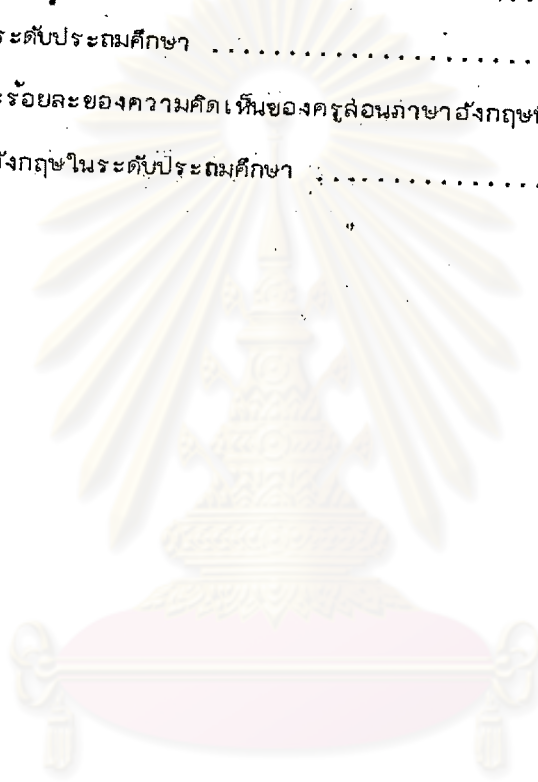 ระดับประถมศึกษา ........................
ะร้อยละของความคิดเห็นของครูสอนภาษาอังกฤษ
ังกฤษในระดับประถมศึกษา ..................